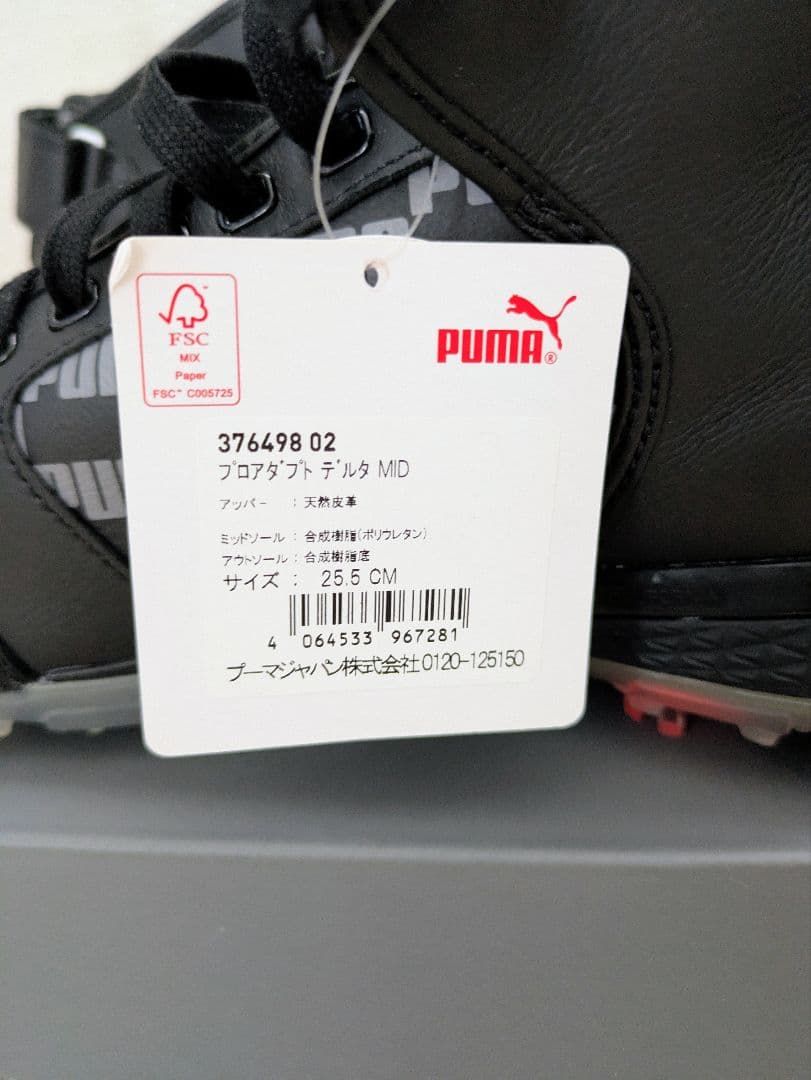 FSC
MIX
Paper
FSC™ C005725
PUMA®
376498 02
プロアダプト デルタ MID
アッパー : 天然皮革
ミッドソール : 合成樹脂(ポリウレタン)
アウトソール : 合成樹脂底
サイズ : 25.5 CM
4 064533 967281
プーマジャパン株式会社 0120-125150